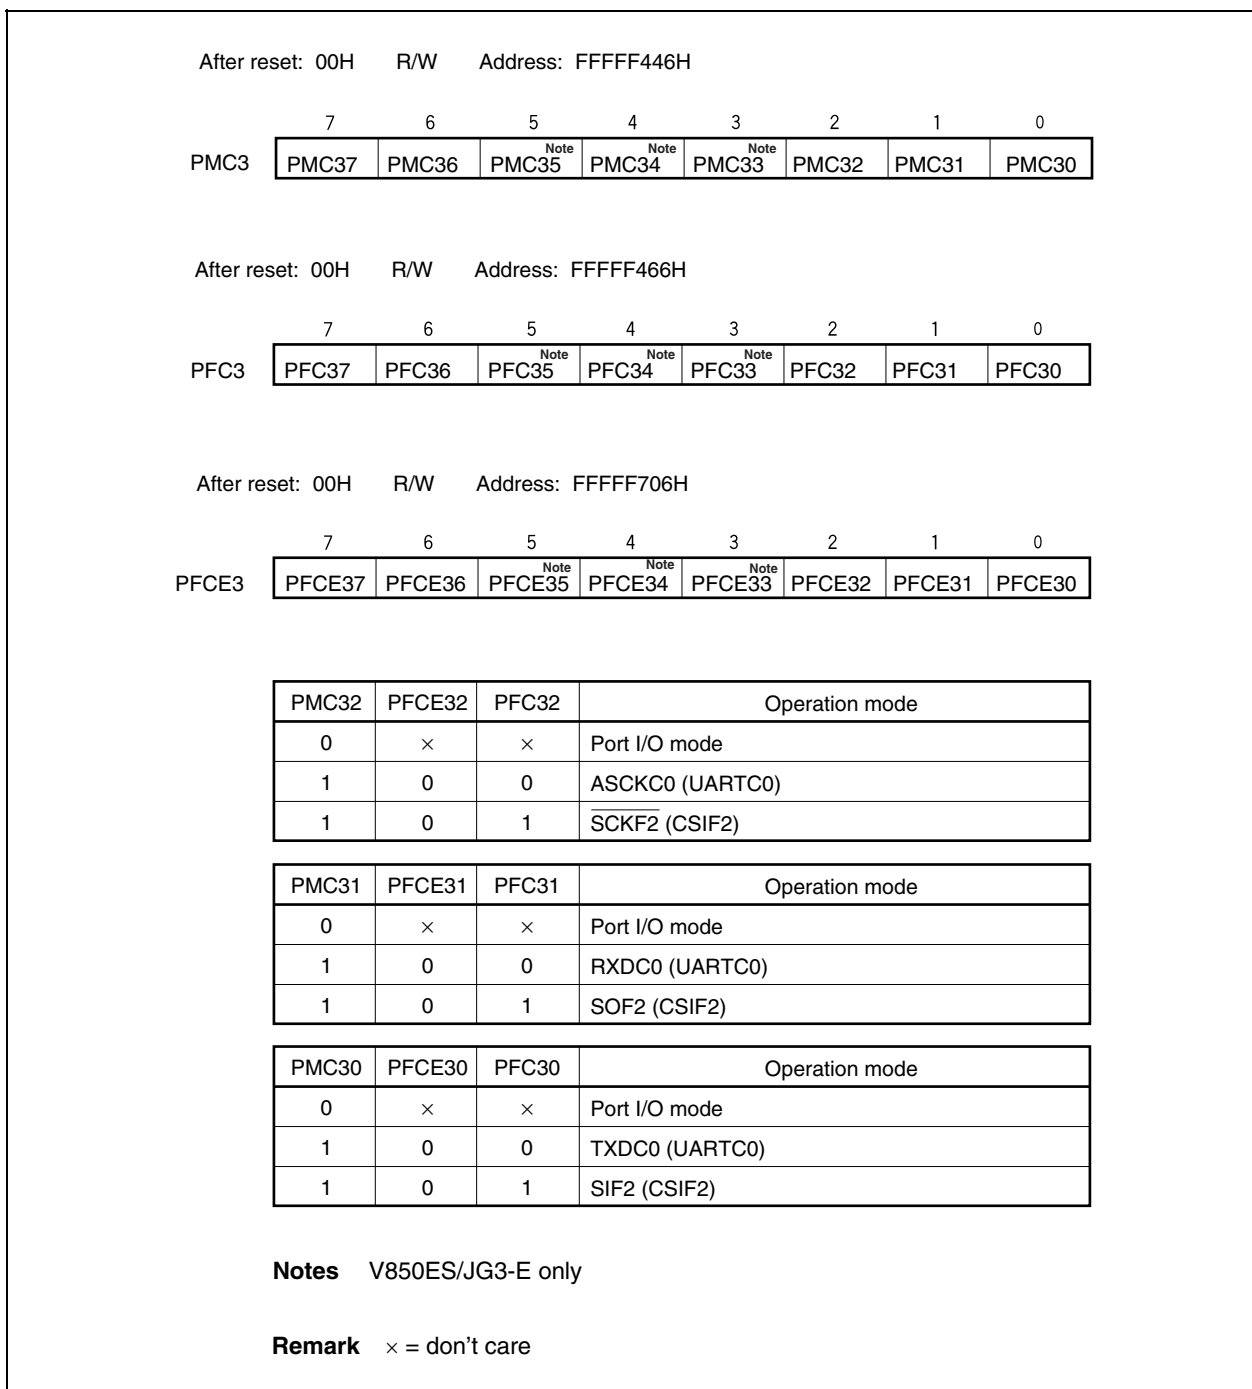 After reset: 00H R/W Address: FFFFF446H
7 6 5 4 3 2 1 0
PMC3 PMC37 PMC36 PMC35 Note PMC34 Note PMC33 Note PMC32 PMC31 PMC30
After reset: 00H R/W Address: FFFFF466H
7 6 5 4 3 2 1 0
PFC3 PFC37 PFC36 PFC35 Note PFC34 Note PFC33 Note PFC32 PFC31 PFC30
After reset: 00H R/W Address: FFFFF706H
7 6 5 4 3 2 1 0
PFCE3 PFCE37 PFCE36 PFCE35 Note PFCE34 Note PFCE33 Note PFCE32 PFCE31 PFCE30
PMC32 PFCE32 PFC32 Operation mode
0 × × Port I/O mode
1 0 0 ASCKC0 (UARTC0)
1 0 1 SCKF2 (CSIF2)
PMC31 PFCE31 PFC31 Operation mode
0 × × Port I/O mode
1 0 0 RXDC0 (UARTC0)
1 0 1 SOF2 (CSIF2)
PMC30 PFCE30 PFC30 Operation mode
0 × × Port I/O mode
1 0 0 TXDC0 (UARTC0)
1 0 1 SIF2 (CSIF2)
Notes V850ES/JG3-E only
Remark × = don't care